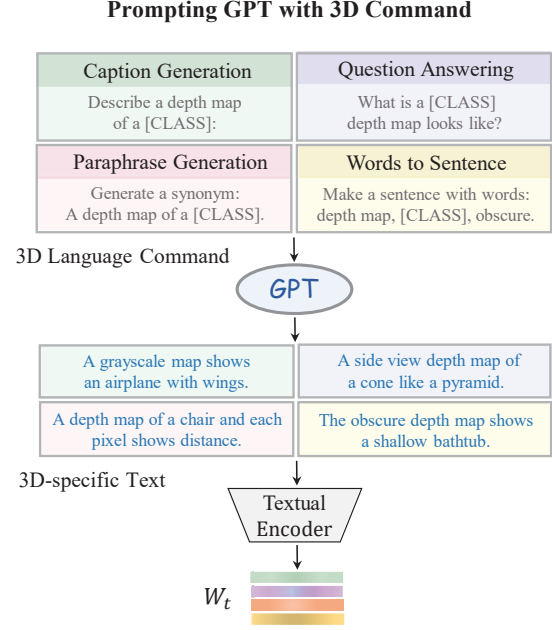 Prompting GPT with 3D Command
Caption Generation
Describe a depth map
of a [CLASS]:
Question Answering
What is a [CLASS]
depth map looks like?
Paraphrase Generation
Generate a synonym:
A depth map of a [CLASS].
Words to Sentence
Make a sentence with words:
depth map, [CLASS], obscure.
3D Language Command
GPT
A grayscale map shows
an airplane with wings.
A side view depth map of
a cone like a pyramid.
A depth map of a chair and each
pixel shows distance.
The obscure depth map shows
a shallow bathtub.
3D-specific Text
Textual
Encoder
W_t